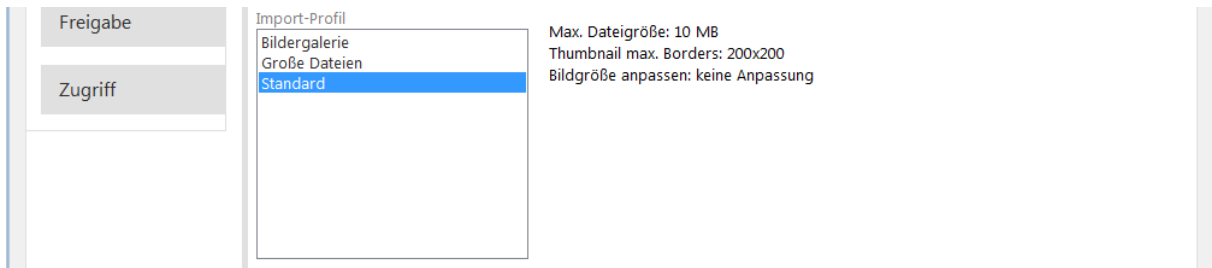 Freigabe
Zugriff
Import-Profil
Bildergalerie
Große Dateien
Standard
Max. Dateigröße: 10 MB
Thumbnail max. Borders: 200x200
Bildgröße anpassen: keine Anpassung